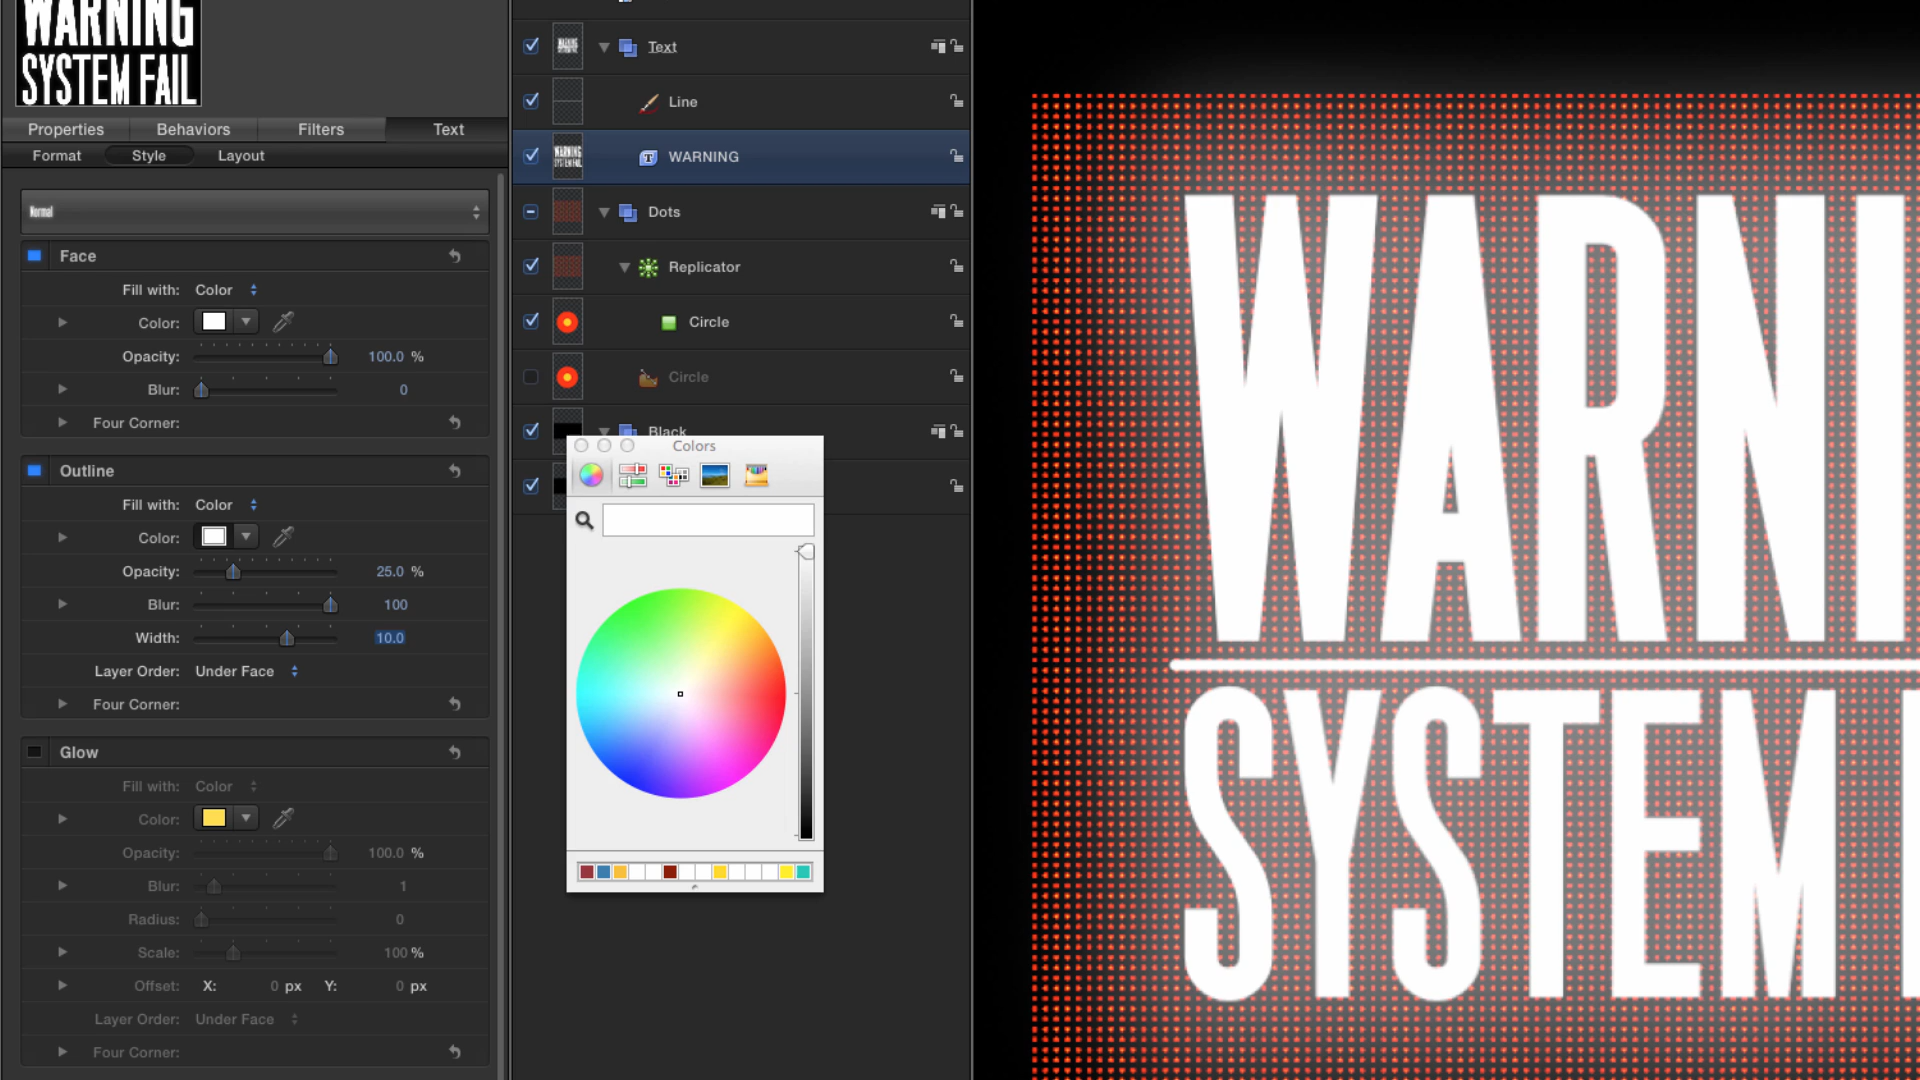 WARNING
SYSTEM FAIL
Properties Behaviors Filters Text
Format Style Layout
Normal
Face
Fill with: Color
Color:
Opacity: 100.0 %
Blur: 0
Four Corner:
Outline
Fill with: Color
Color:
Opacity: 25.0 %
Blur: 100
Width: 10.0
Layer Order: Under Face
Four Corner:
Glow
Fill with: Color
Color:
Opacity: 100.0 %
Blur: 1
Radius: 0
Scale: 100 %
Offset: X: 0 px Y: 0 px
Layer Order: Under Face
Four Corner:
Text
Line
WARNING
SYSTEM FAIL
T WARNING
Dots
Replicator
Circle
Circle
Black
Colors
WARNI
SYSTEM